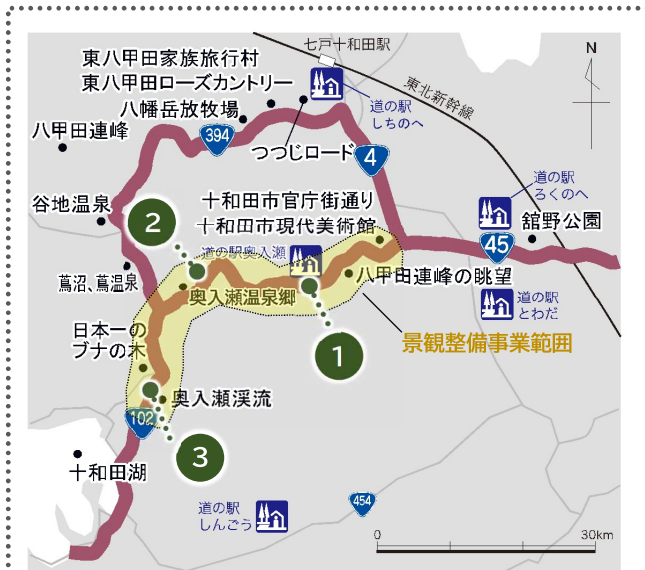 七戸十和田駅
N
東八甲田家族旅行村
東八甲田ローズカントリー
八幡岳放牧場
道の駅
しちのへ
東北新幹線
八甲田連峰
394
つつじロード
4
谷地温泉
2
十和田市官庁街通り
十和田市現代美術館
道の駅
ろくのへ
舘野公園
道の駅奥入瀬
45
蔦沼、蔦温泉
奥入瀬温泉郷
八甲田連峰の眺望
道の駅
とわだ
日本一の
ブナの木
1
景観整備事業範囲
奥入瀬渓流
102
3
十和田湖
道の駅
しんごう
454
0
30km